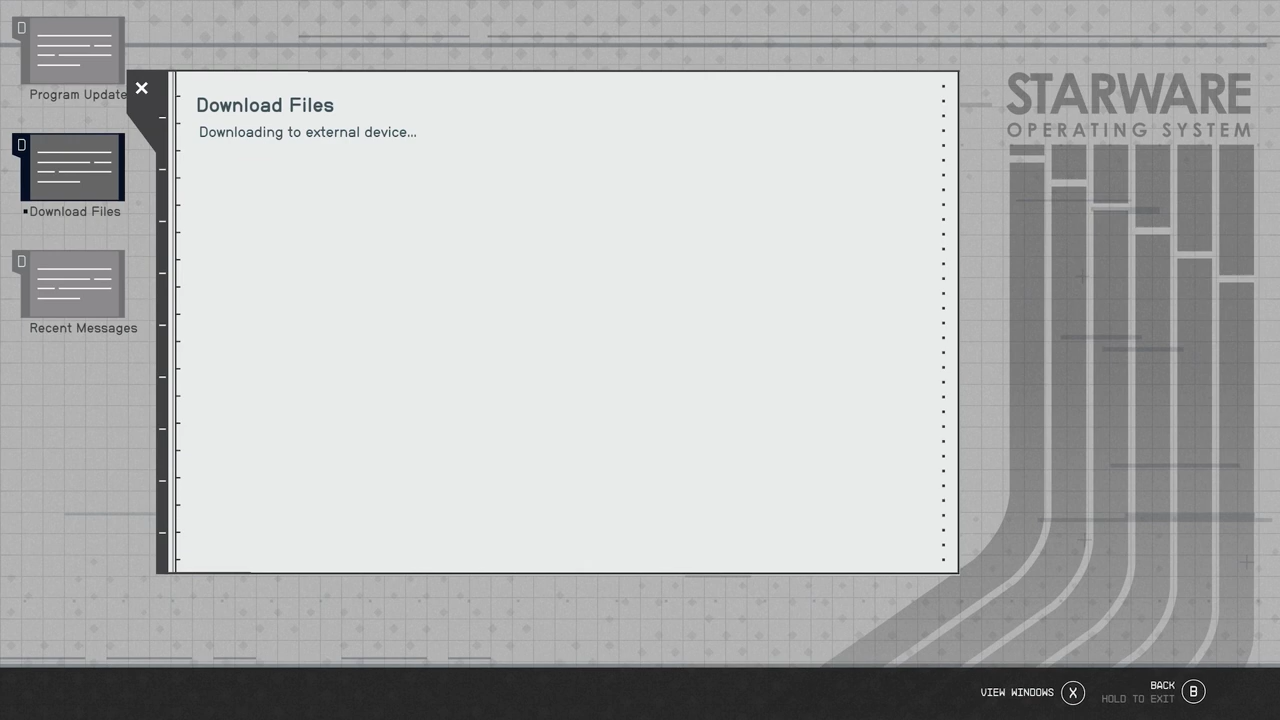 Program Update
Download Files
Recent Messages
Download Files
Downloading to external device...
STARWARE
OPERATING SYSTEM
VIEW WINDOWS X
BACK B
HOLD TO EXIT